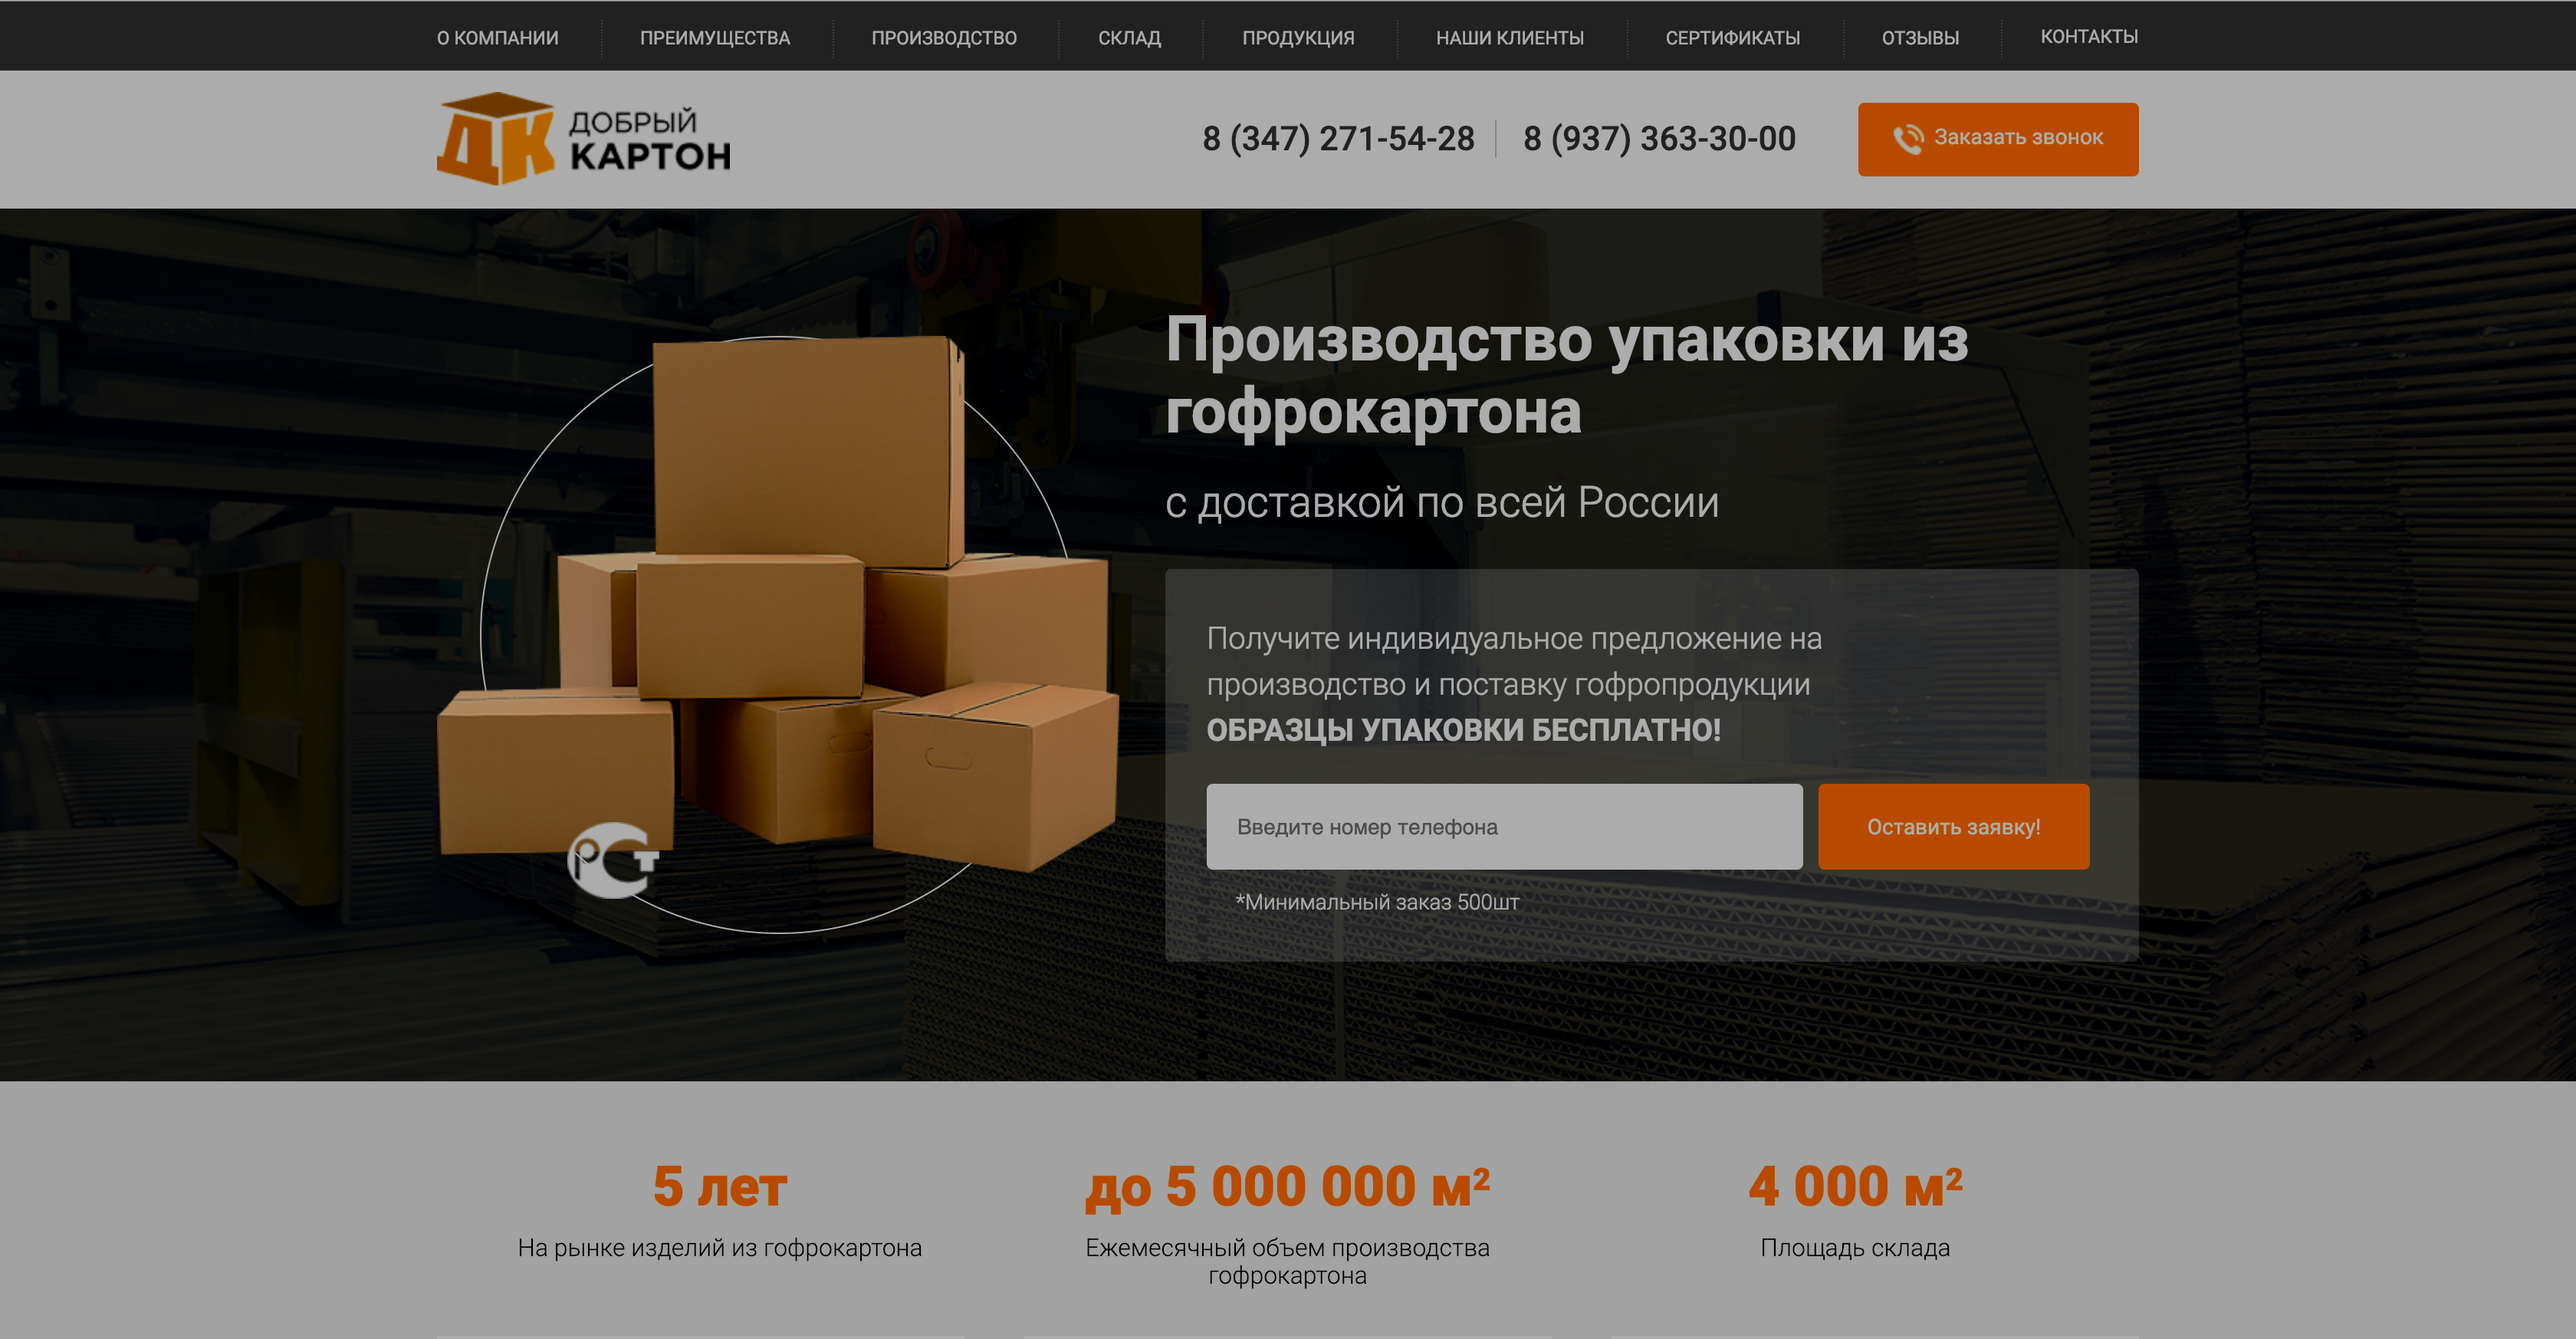 О КОМПАНИИ
ПРЕИМУЩЕСТВА
ПРОИЗВОДСТВО
СКЛАД
ПРОДУКЦИЯ
НАШИ КЛИЕНТЫ
СЕРТИФИКАТЫ
ОТЗЫВЫ
КОНТАКТЫ
ДК
ДОБРЫЙ
КАРТОН
8 (347) 271-54-28
8 (937) 363-30-00
Заказать звонок
Производство упаковки из
гофрокартона
с доставкой по всей России
Получите индивидуальное предложение на
производство и поставку гофропродукции
ОБРАЗЦЫ УПАКОВКИ БЕСПЛАТНО!
Введите номер телефона
Оставить заявку!
*Минимальный заказ 500шт
РСТ
5 лет
На рынке изделий из гофрокартона
до 5 000 000 м²
Ежемесячный объем производства
гофрокартона
4 000 м²
Площадь склада